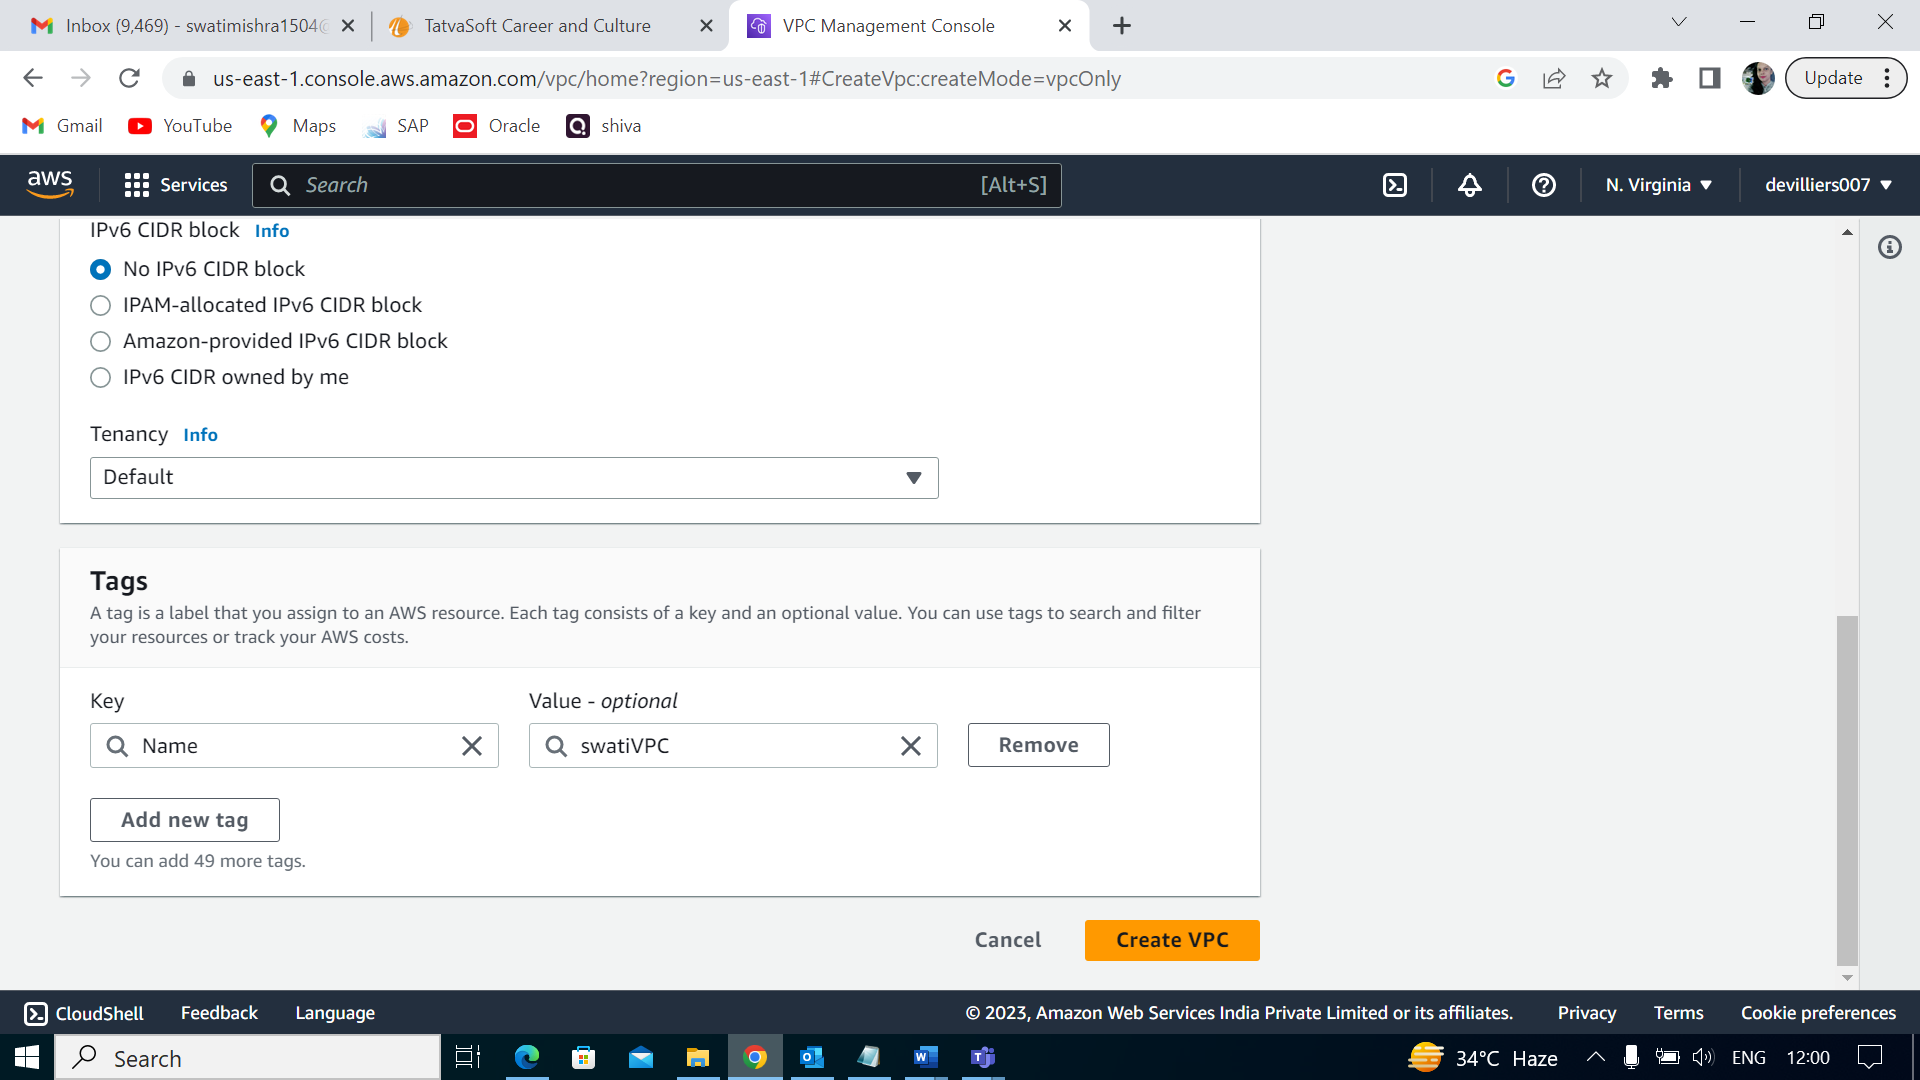 Inbox (9,469) - swatimishra1504@
TatvaSoft Career and Culture
VPC Management Console
us-east-1.console.aws.amazon.com/vpc/home?region=us-east-1#CreateVpc:createMode=vpcOnly
Update
Gmail
YouTube
Maps
SAP
Oracle
shiva
aws
Services
Search
[Alt+S]
N. Virginia
devilliers007
IPv6 CIDR block Info
No IPv6 CIDR block
IPAM-allocated IPv6 CIDR block
Amazon-provided IPv6 CIDR block
IPv6 CIDR owned by me
Tenancy Info
Default
Tags
A tag is a label that you assign to an AWS resource. Each tag consists of a key and an optional value. You can use tags to search and filter
your resources or track your AWS costs.
Key
Value - optional
Name
swatiVPC
Remove
Add new tag
You can add 49 more tags.
Cancel
Create VPC
CloudShell
Feedback
Language
© 2023, Amazon Web Services India Private Limited or its affiliates.
Privacy
Terms
Cookie preferences
Search
34°C Haze
ENG
12:00